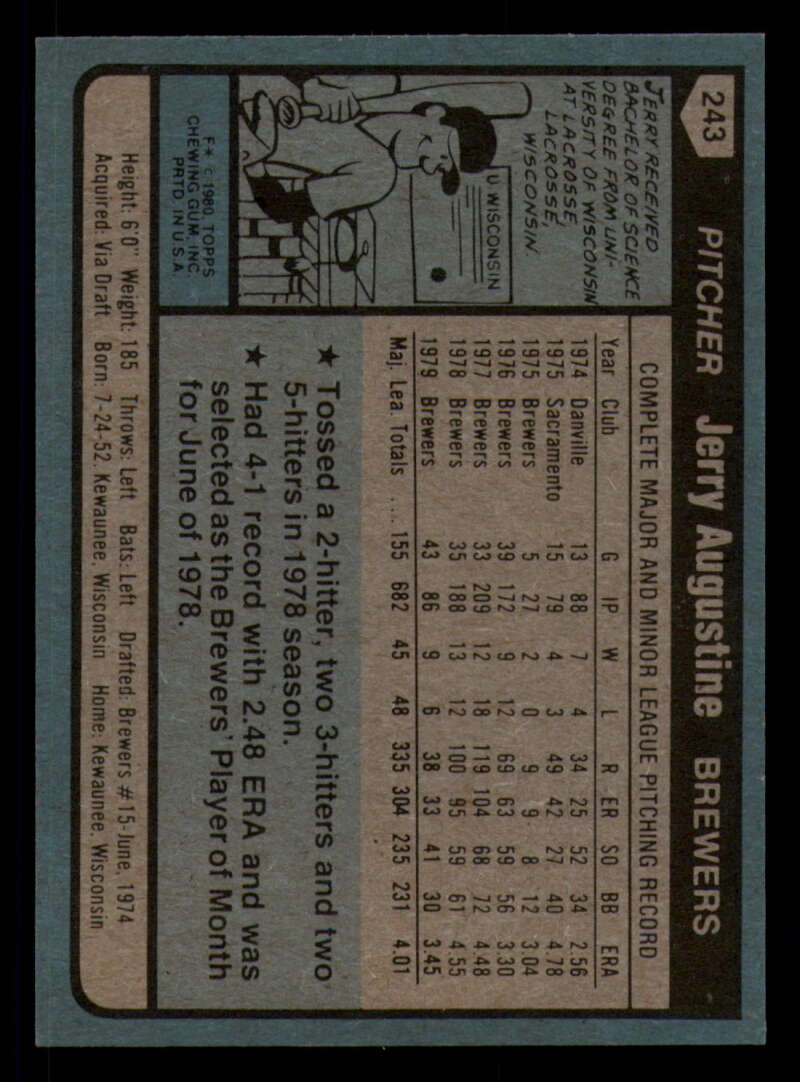 243 PITCHER Jerry Augustine BREWERS
JERRY RECEIVED
BACHELOR OF SCIENCE
DEGREE FROM UNI-
VERSITY OF WISCONSIN
AT LACROSSE,
LACROSSE,
WISCONSIN
U WISCONSIN
F* © 1980 TOPPS
CHEWING GUM, INC.
PRTD. IN U.S.A.
COMPLETE MAJOR AND MINOR LEAGUE PITCHING RECORD
Year Club G IP W L R ER SO BB ERA
1974 Danville 13 88 7 4 34 25 52 34 2.56
1975 Sacramento 15 79 4 3 49 42 27 40 4.78
1975 Brewers 5 27 2 0 9 9 8 12 3.04
1976 Brewers 39 172 9 12 69 63 59 56 3.30
1977 Brewers 33 209 12 18 119 104 68 72 4.48
1978 Brewers 35 188 13 12 100 95 59 61 4.55
1979 Brewers 43 86 9 6 38 33 41 30 3.45
Maj. Lea. Totals ... 155 682 45 48 335 304 235 231 4.01
★ Tossed a 2-hitter, two 3-hitters and two
5-hitters in 1978 season.
★ Had 4-1 record with 2.48 ERA and was
selected as the Brewers' Player of Month
for June of 1978.
Height: 6'0" Weight: 185 Throws: Left Bats: Left Drafted: Brewers #15-June, 1974
Acquired: Via Draft Born: 7-24-52, Kewaunee, Wisconsin Home: Kewaunee, Wisconsin